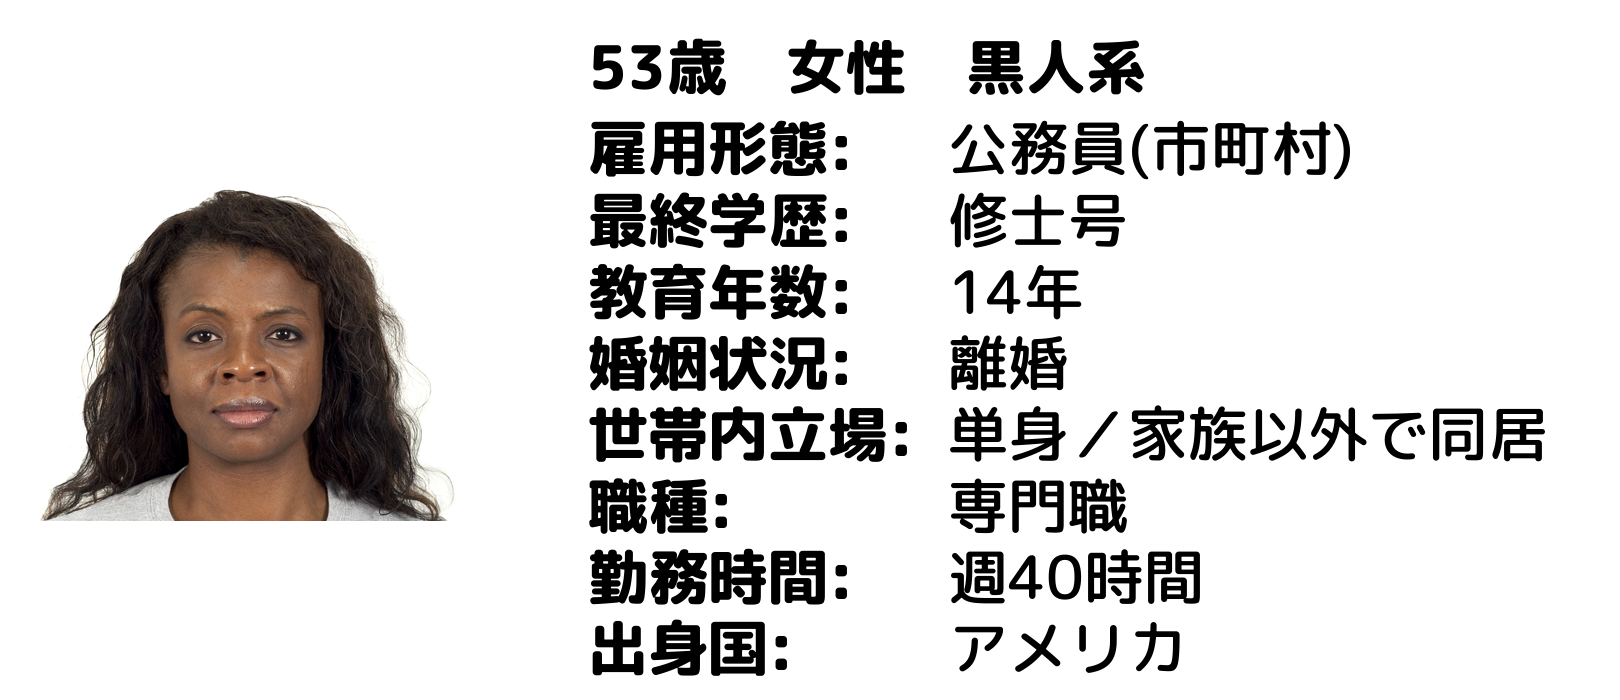 53歳　女性　黒人系
雇用形態:　公務員(市町村)
最終学歴:　修士号
教育年数:　14年
婚姻状況:　離婚
世帯内立場:　単身／家族以外で同居
職種:　専門職
勤務時間:　週40時間
出身国:　アメリカ